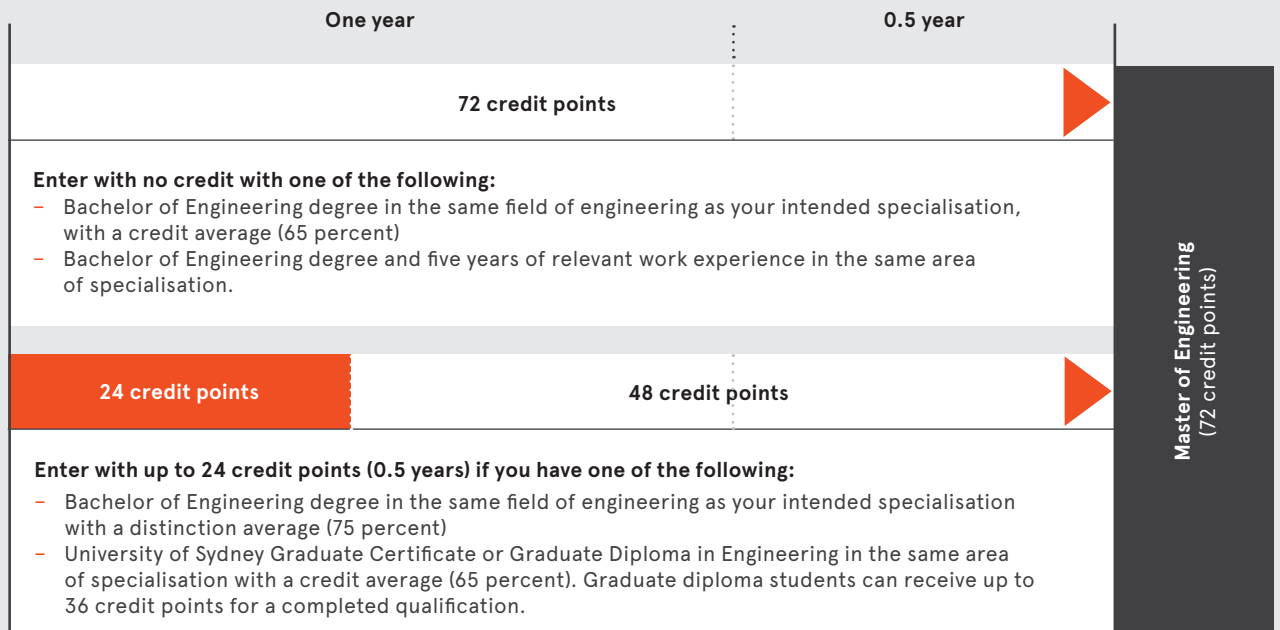 One year
0.5 year
72 credit points
Enter with no credit with one of the following:
– Bachelor of Engineering degree in the same field of engineering as your intended specialisation,
with a credit average (65 percent)
– Bachelor of Engineering degree and five years of relevant work experience in the same area
of specialisation.
24 credit points
48 credit points
Enter with up to 24 credit points (0.5 years) if you have one of the following:
– Bachelor of Engineering degree in the same field of engineering as your intended specialisation
with a distinction average (75 percent)
– University of Sydney Graduate Certificate or Graduate Diploma in Engineering in the same area
of specialisation with a credit average (65 percent). Graduate diploma students can receive up to
36 credit points for a completed qualification.
Master of Engineering
(72 credit points)